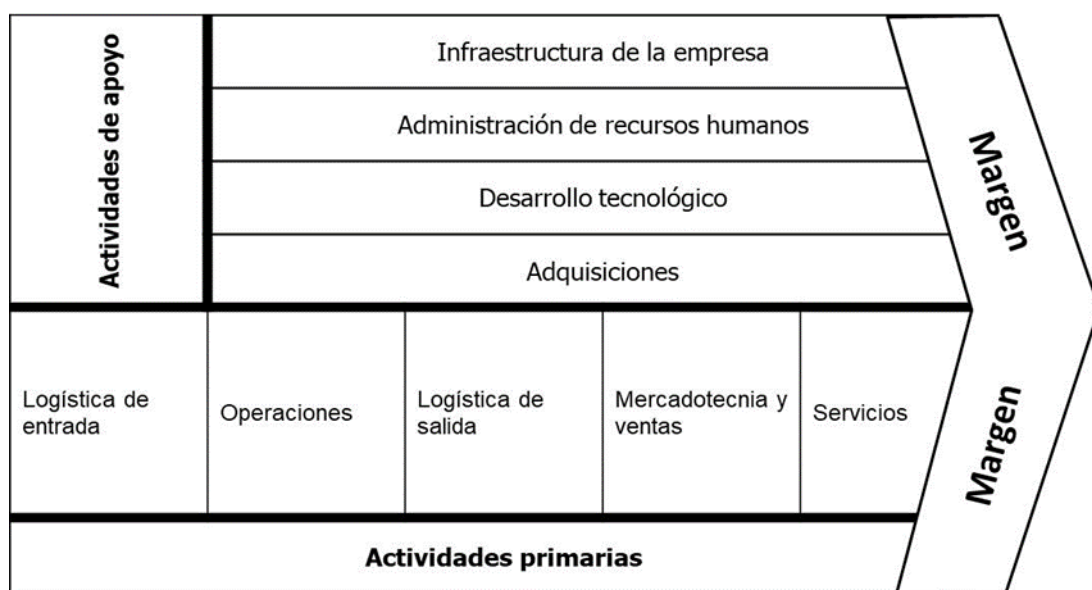 Actividades de apoyo
Infraestructura de la empresa
Administración de recursos humanos
Desarrollo tecnológico
Adquisiciones
Margen
Logística de
entrada
Operaciones
Logística de
salida
Mercadotecnia y
ventas
Servicios
Margen
Actividades primarias